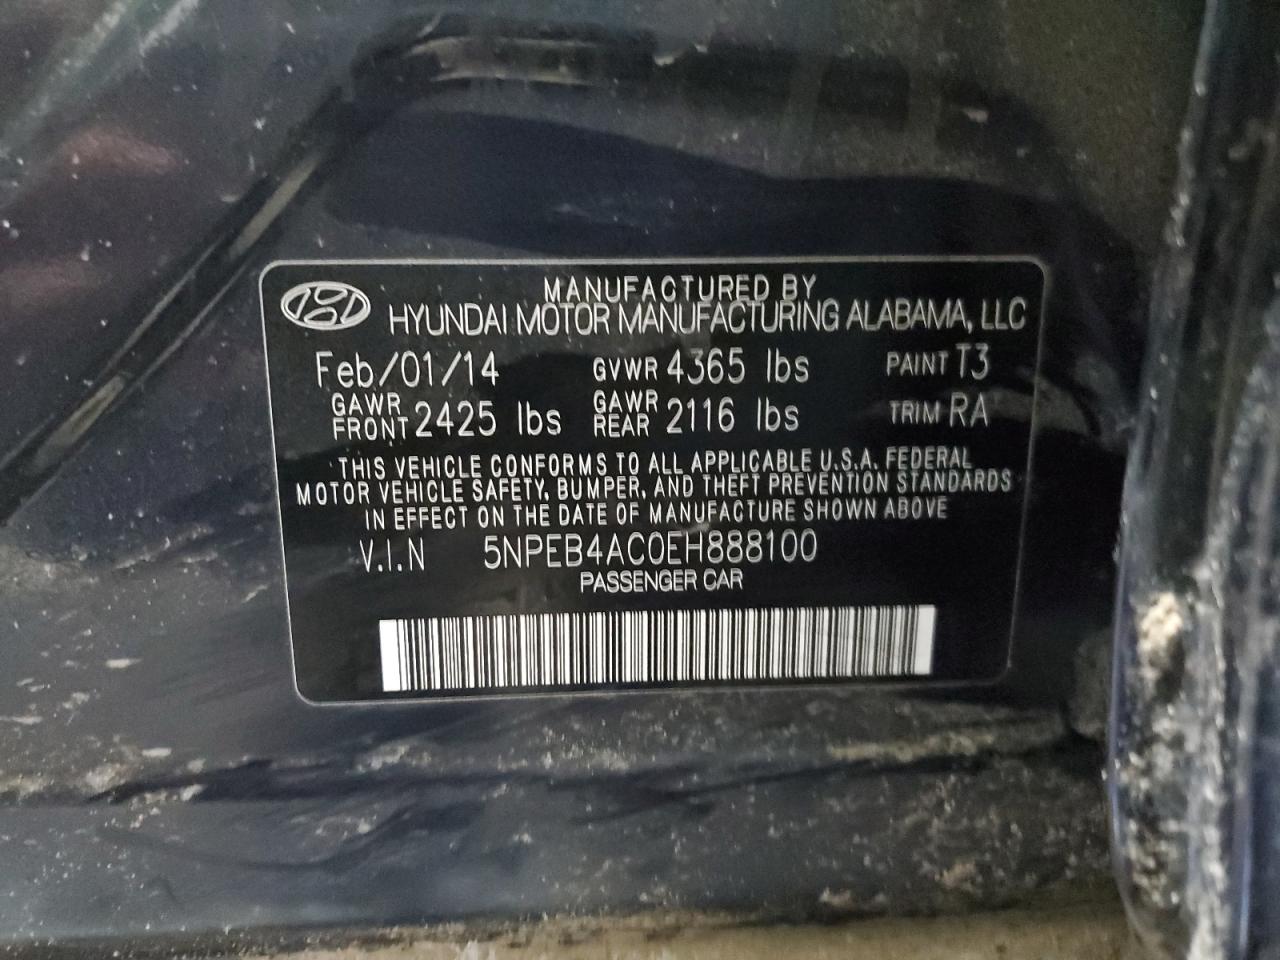 MANUFACTURED BY
HYUNDAI MOTOR MANUFACTURING ALABAMA, LLC
Feb/01/14 GVWR 4365 lbs PAINT T3
GAWR FRONT 2425 lbs GAWR REAR 2116 lbs TRIM RA
THIS VEHICLE CONFORMS TO ALL APPLICABLE U.S.A. FEDERAL
MOTOR VEHICLE SAFETY, BUMPER, AND THEFT PREVENTION STANDARDS
IN EFFECT ON THE DATE OF MANUFACTURE SHOWN ABOVE
V.I.N 5NPEB4AC0EH888100
PASSENGER CAR